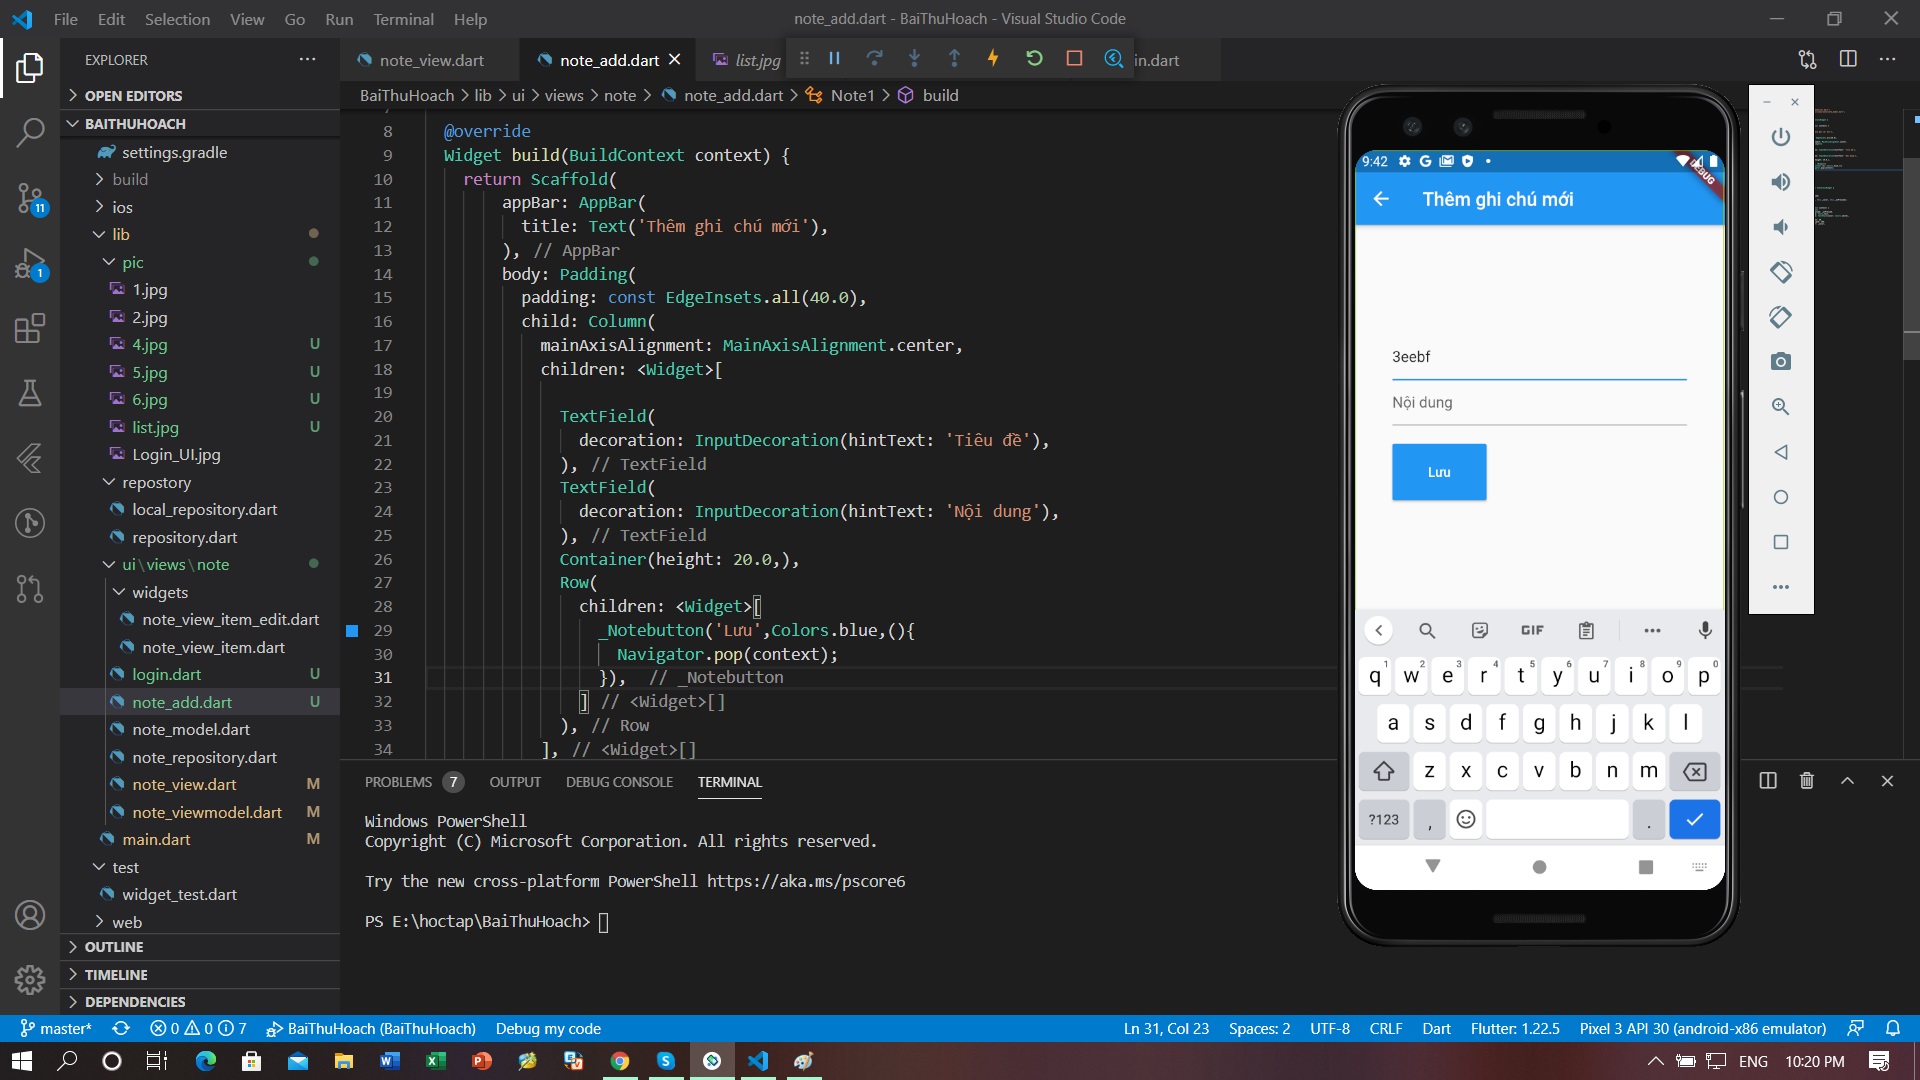 File Edit Selection View Go Run Terminal Help
note_add.dart - BaiThuHoach - Visual Studio Code
EXPLORER
OPEN EDITORS
BAITHUHOACH
settings.gradle
build
ios
lib
pic
1.jpg
2.jpg
4.jpg U
5.jpg U
6.jpg U
list.jpg U
Login_UI.jpg
repostory
local_repository.dart
repository.dart
ui\views\note
widgets
note_view_item_edit.dart
note_view_item.dart
login.dart U
note_add.dart U
note_model.dart
note_repository.dart
note_view.dart M
note_viewmodel.dart M
main.dart M
test
widget_test.dart
web
OUTLINE
TIMELINE
DEPENDENCIES
11
1
note_view.dart note_add.dart list.jpg in.dart
BaiThuHoach > lib > ui > views > note > note_add.dart > Note1 > build
8 @override
9 Widget build(BuildContext context) {
10 return Scaffold(
11 appBar: AppBar(
12 title: Text('Thêm ghi chú mới'),
13 ), // AppBar
14 body: Padding(
15 padding: const EdgeInsets.all(40.0),
16 child: Column(
17 mainAxisAlignment: MainAxisAlignment.center,
18 children: <Widget>[
19
20 TextField(
21 decoration: InputDecoration(hintText: 'Tiêu đề'),
22 ), // TextField
23 TextField(
24 decoration: InputDecoration(hintText: 'Nội dung'),
25 ), // TextField
26 Container(height: 20.0,),
27 Row(
28 children: <Widget>[
29 _Notebutton('Lưu',Colors.blue,(){
30 Navigator.pop(context);
31 }), // _Notebutton
32 ] // <Widget>[]
33 ), // Row
34 ], // <Widget>[]
PROBLEMS 7 OUTPUT DEBUG CONSOLE TERMINAL
Windows PowerShell
Copyright (C) Microsoft Corporation. All rights reserved.
Try the new cross-platform PowerShell https://aka.ms/pscore6
PS E:\hoctap\BaiThuHoach>
9:42
DEBUG
Thêm ghi chú mới
3eebf
Nội dung
Lưu
GIF
q1 w2 e3 r4 t5 y6 u7 i8 o9 p0
a s d f g h j k l
z x c v b n m
?123 , .
master* 0 0 7 BaiThuHoach (BaiThuHoach) Debug my code
Ln 31, Col 23 Spaces: 2 UTF-8 CRLF Dart Flutter: 1.22.5 Pixel 3 API 30 (android-x86 emulator)
ENG 10:20 PM